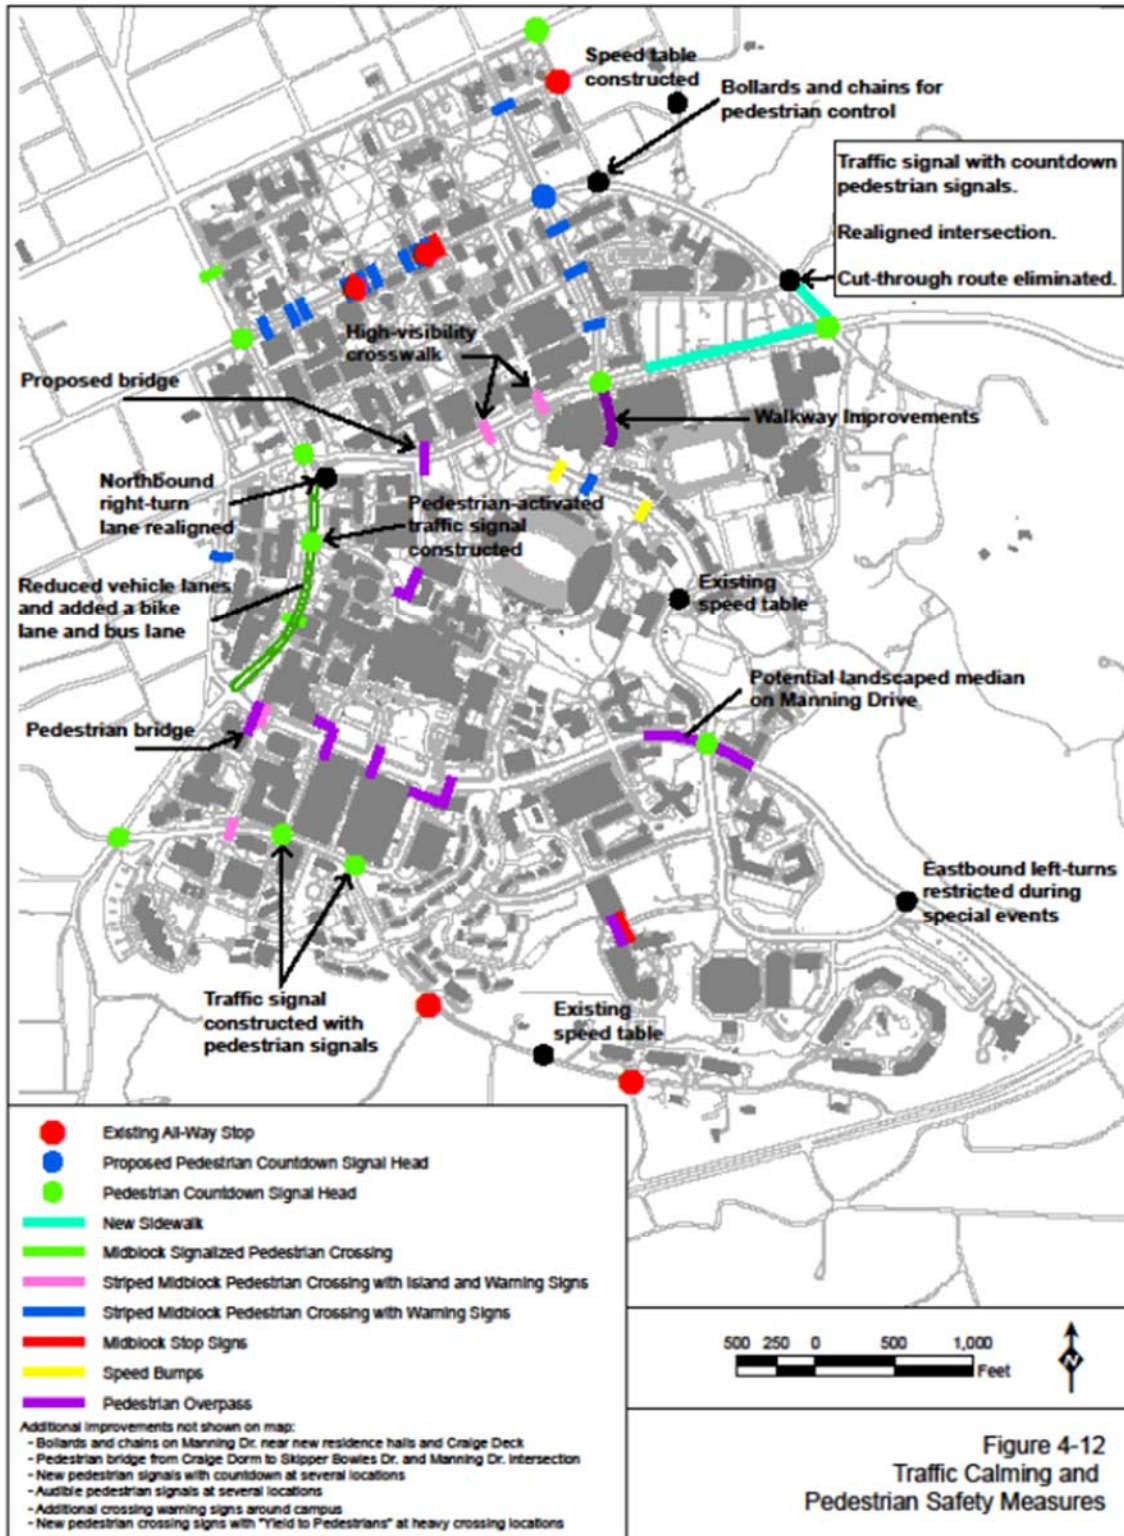 Speed table
constructed
Bollards and chains for
pedestrian control
Traffic signal with countdown
pedestrian signals.
Realigned intersection.
Cut-through route eliminated.
High-visibility
crosswalk
Proposed bridge
Walkway Improvements
Northbound
right-turn
lane realigned
Pedestrian-activated
traffic signal
constructed
Reduced vehicle lanes
and added a bike
lane and bus lane
Existing
speed table
Potential landscaped median
on Manning Drive
Pedestrian bridge
Eastbound left-turns
restricted during
special events
Traffic signal
constructed with
pedestrian signals
Existing
speed table
Existing All-Way Stop
Proposed Pedestrian Countdown Signal Head
Pedestrian Countdown Signal Head
New Sidewalk
Midblock Signalized Pedestrian Crossing
Striped Midblock Pedestrian Crossing with Island and Warning Signs
Striped Midblock Pedestrian Crossing with Warning Signs
Midblock Stop Signs
Speed Bumps
Pedestrian Overpass
Additional improvements not shown on map:
- Bollards and chains on Manning Dr. near new residence halls and Craige Deck
- Pedestrian bridge from Craige Dorm to Skipper Bowles Dr. and Manning Dr. Intersection
- New pedestrian signals with countdown at several locations
- Audible pedestrian signals at several locations
- Additional crossing warning signs around campus
- New pedestrian crossing signs with "Yield to Pedestrians" at heavy crossing locations
500 250 0 500 1,000
Feet
N
Figure 4-12
Traffic Calming and
Pedestrian Safety Measures